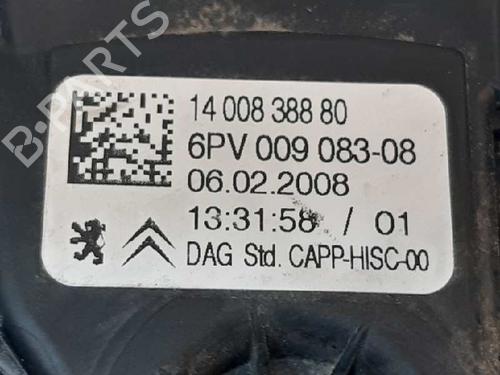 B-PARTS
14 008 388 80
6PV 009 083-08
06.02.2008
13:31:58 / 01
DAG Std. CAPP-HISC-00